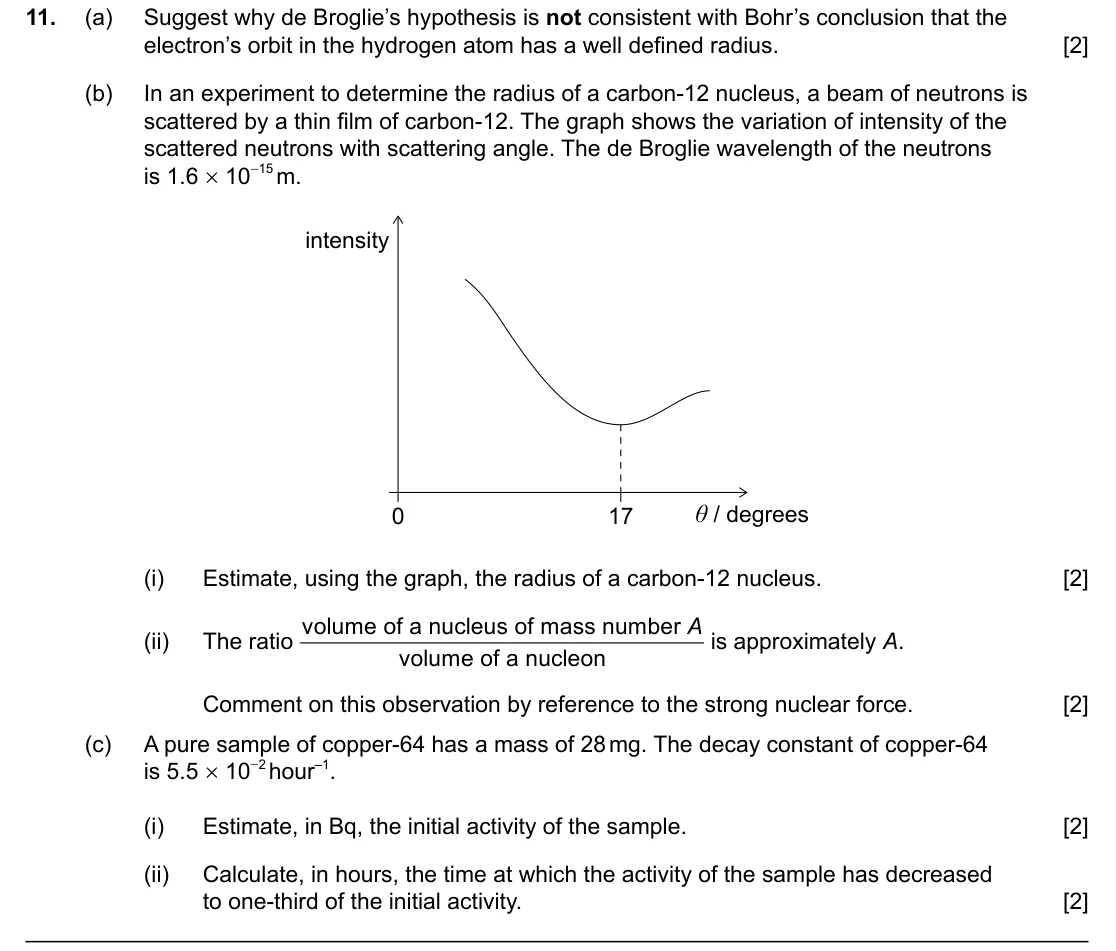 11. (a) Suggest why de Broglie’s hypothesis is not consistent with Bohr’s conclusion that the
electron’s orbit in the hydrogen atom has a well defined radius. [2]
(b) In an experiment to determine the radius of a carbon-12 nucleus, a beam of neutrons is
scattered by a thin film of carbon-12. The graph shows the variation of intensity of the
scattered neutrons with scattering angle. The de Broglie wavelength of the neutrons
is 1.6 × 10⁻¹⁵ m.
intensity
0 17 θ / degrees
(i) Estimate, using the graph, the radius of a carbon-12 nucleus. [2]
(ii) The ratio volume of a nucleus of mass number A / volume of a nucleon is approximately A.
Comment on this observation by reference to the strong nuclear force. [2]
(c) A pure sample of copper-64 has a mass of 28 mg. The decay constant of copper-64
is 5.5 × 10⁻² hour⁻¹.
(i) Estimate, in Bq, the initial activity of the sample. [2]
(ii) Calculate, in hours, the time at which the activity of the sample has decreased
to one-third of the initial activity. [2]